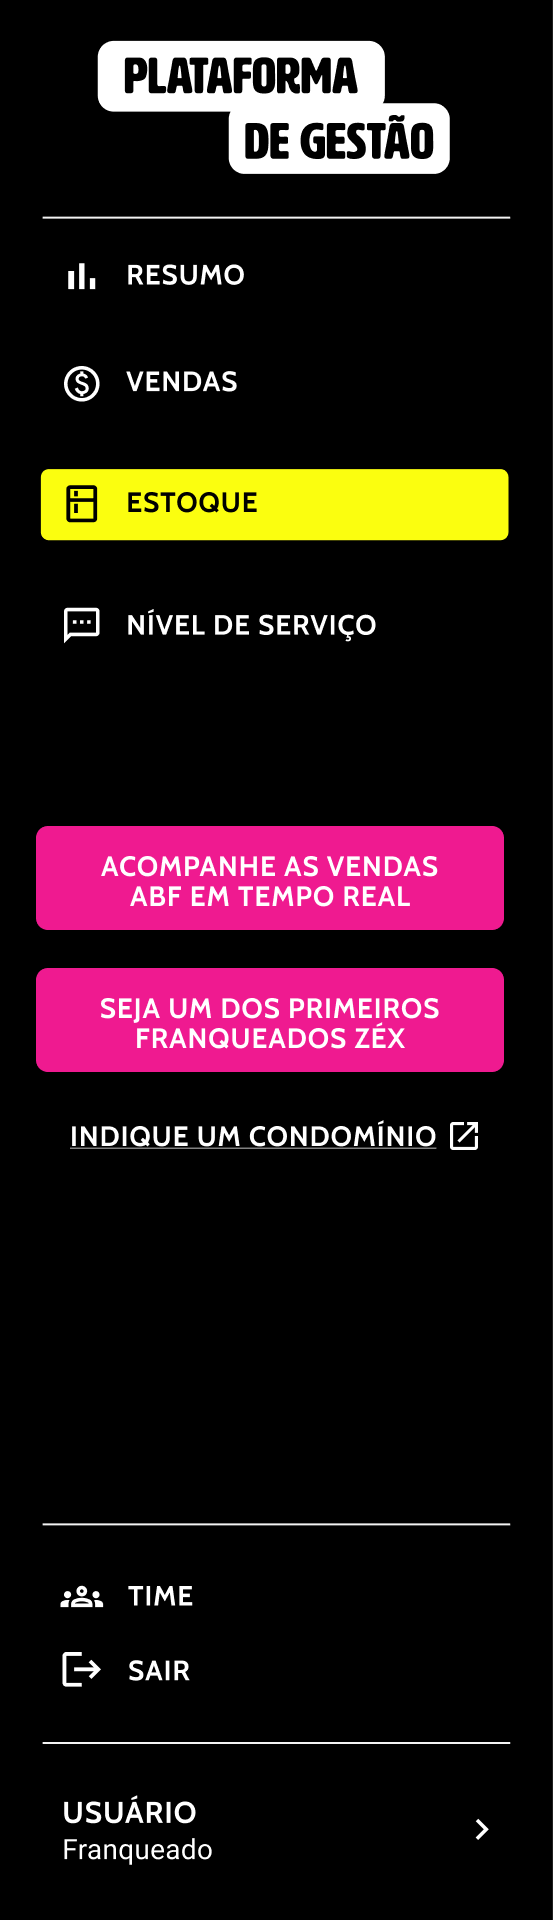 PLATAFORMA
DE GESTÃO
RESUMO
VENDAS
ESTOQUE
NÍVEL DE SERVIÇO
ACOMPANHE AS VENDAS
ABF EM TEMPO REAL
SEJA UM DOS PRIMEIROS
FRANQUEADOS ZÉX
INDIQUE UM CONDOMÍNIO
TIME
SAIR
USUÁRIO
Franqueado